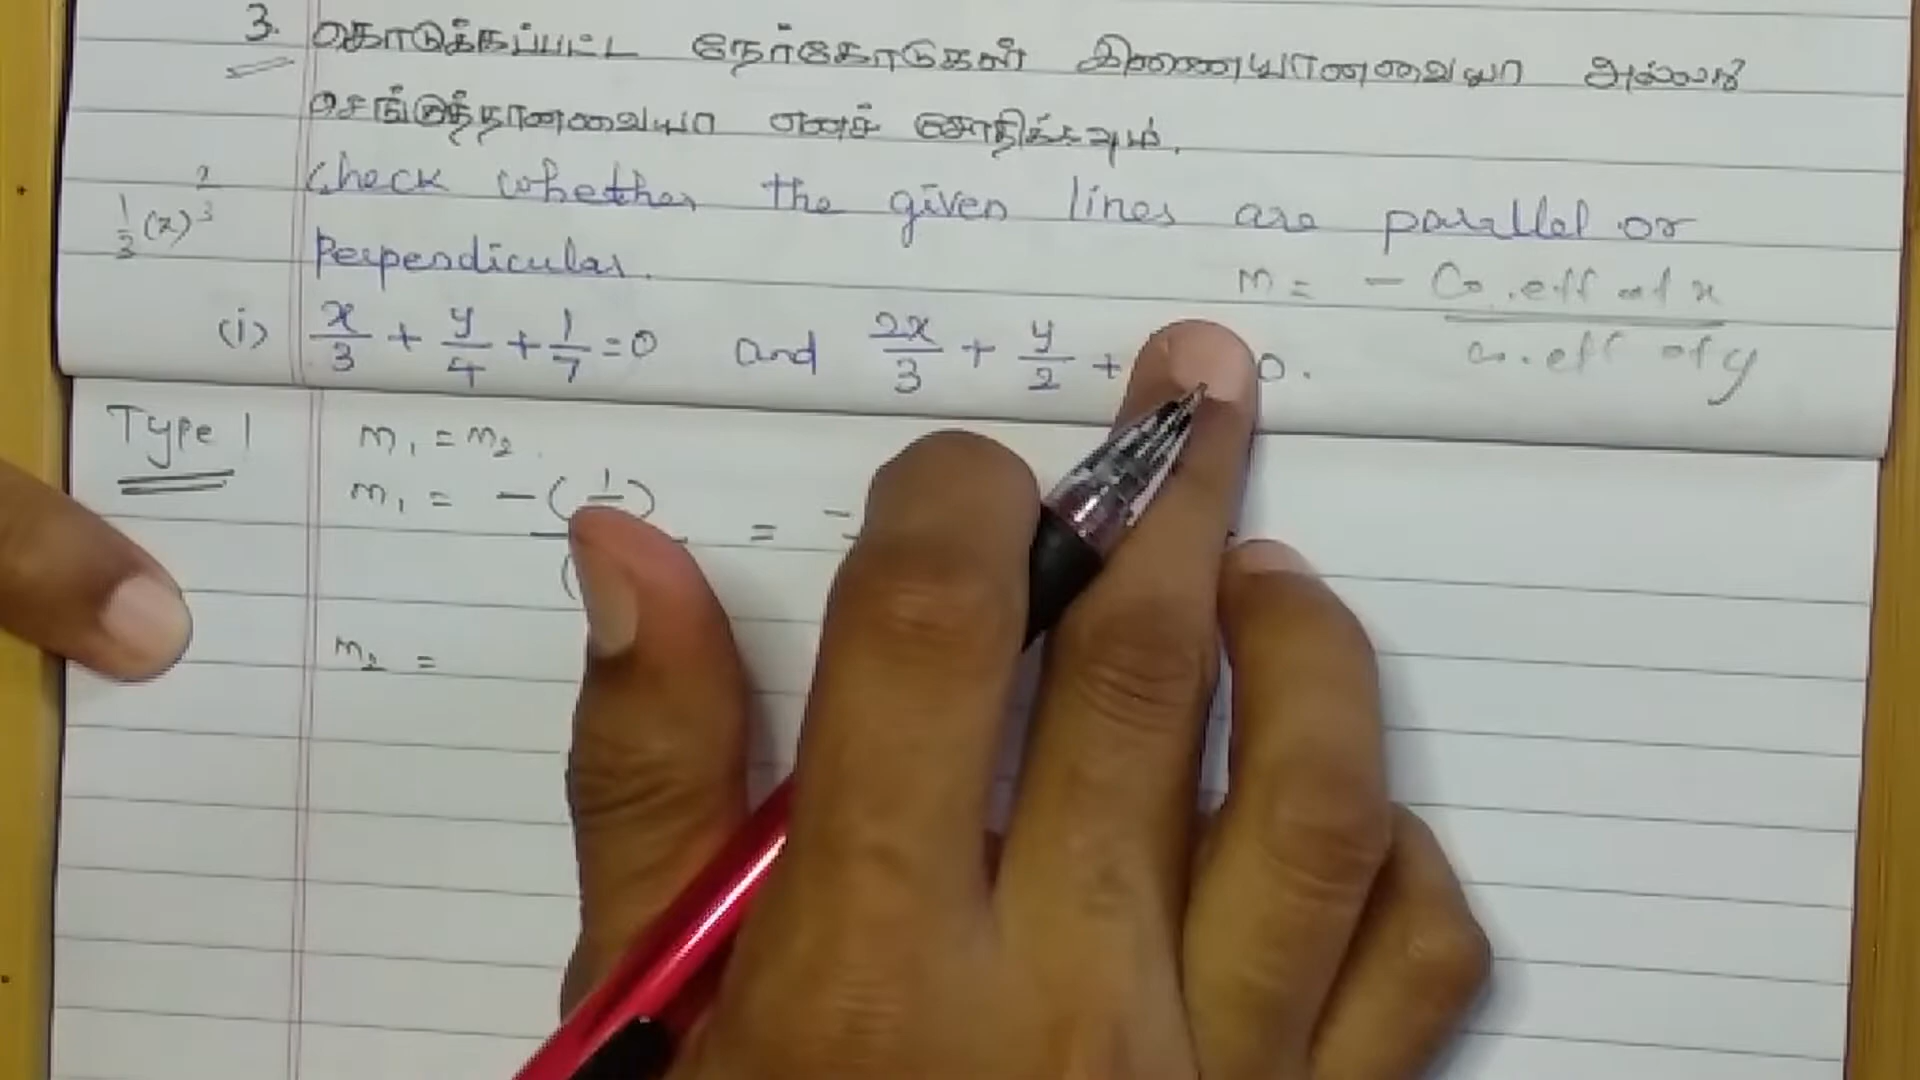 3. கொடுக்கப்பட்ட நேர்கோடுகள் இணையானவையா அல்லது
செங்குத்தானவையா எனச் சோதிக்கவும்.
Check whether the given lines are parallel or
Perpendicular.
1/3 (x) 2 3
m = - Co.eff of x / co.eff of y
(i) x/3 + y/4 + 1/7 = 0 and 2x/3 + y/2 + 0.
Type 1
m₁ = m₂.
m₁ = -(1 ) = -
m₂ =